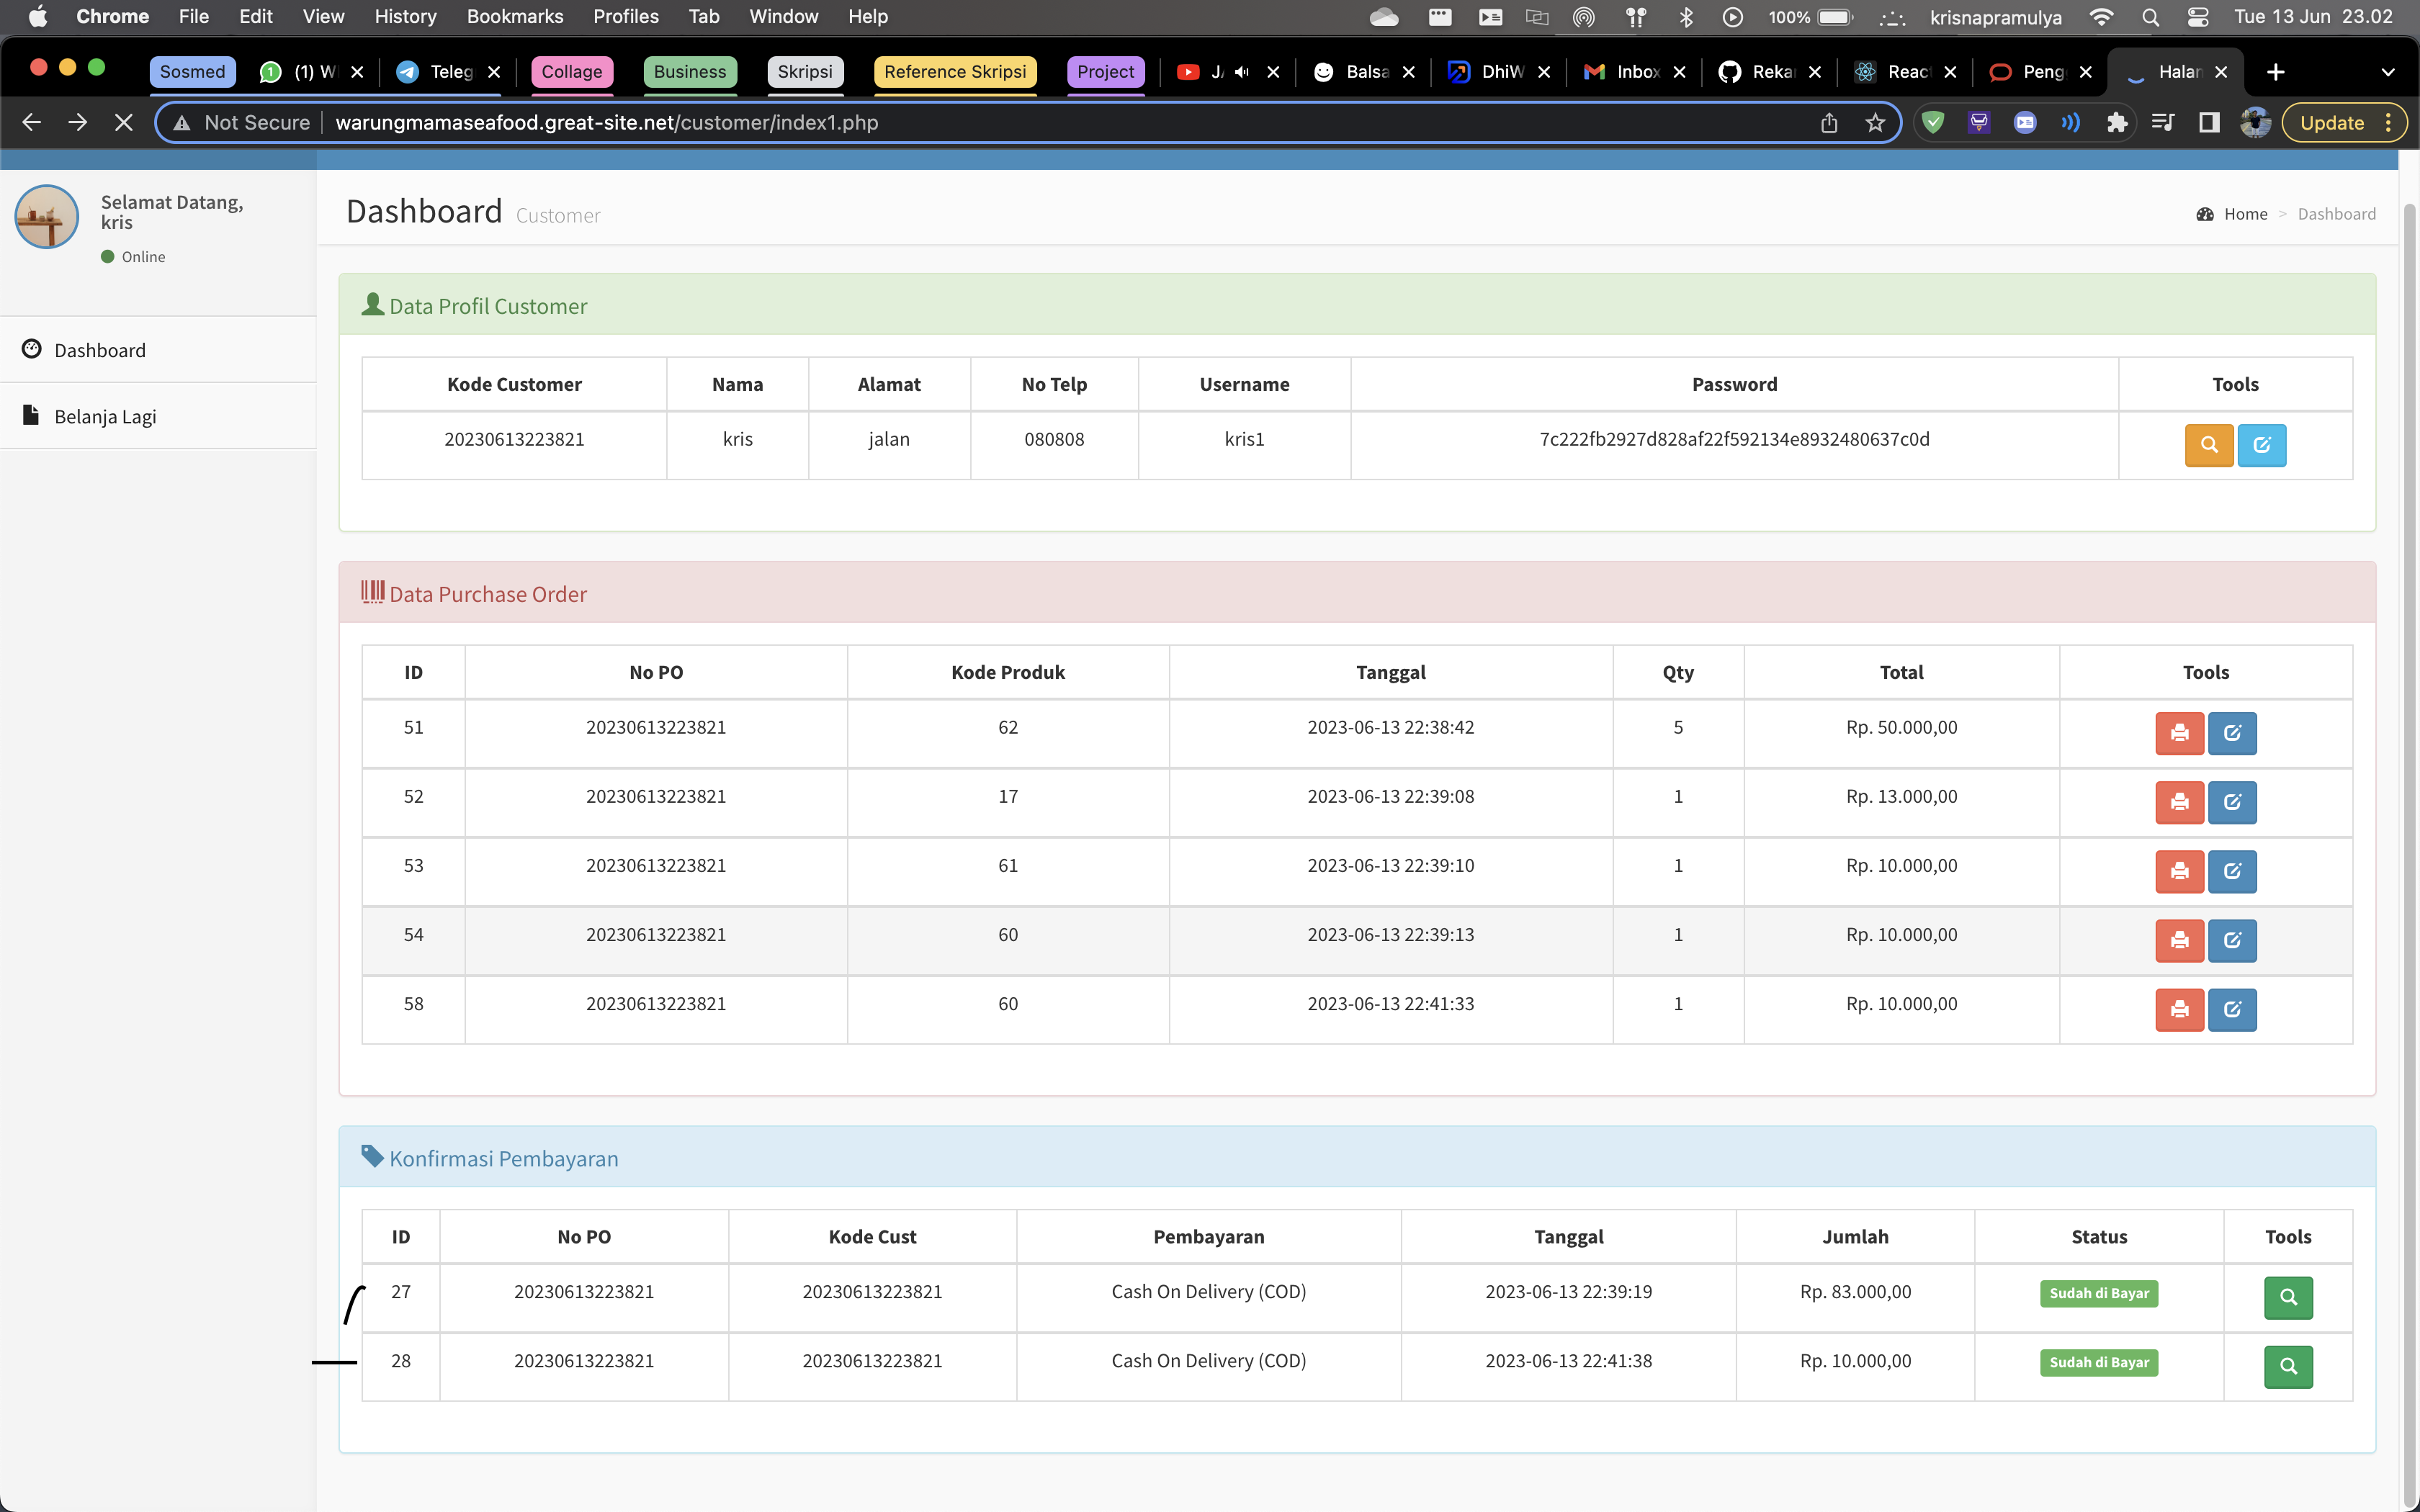 Chrome File Edit View History Bookmarks Profiles Tab Window Help 100% krisnapramulya Tue 13 Jun 23.02
Sosmed (1) W Teleg Collage Business Skripsi Reference Skripsi Project Balsa DhiW Inbox Reka Reac Peng Halan
Not Secure warungmamaseafood.great-site.net/customer/index1.php Update
Selamat Datang,
kris
Online
Dashboard
Belanja Lagi
Dashboard Customer Home > Dashboard
Data Profil Customer
Kode Customer Nama Alamat No Telp Username Password Tools
20230613223821 kris jalan 080808 kris1 7c222fb2927d828af22f592134e8932480637c0d
Data Purchase Order
ID No PO Kode Produk Tanggal Qty Total Tools
51 20230613223821 62 2023-06-13 22:38:42 5 Rp. 50.000,00
52 20230613223821 17 2023-06-13 22:39:08 1 Rp. 13.000,00
53 20230613223821 61 2023-06-13 22:39:10 1 Rp. 10.000,00
54 20230613223821 60 2023-06-13 22:39:13 1 Rp. 10.000,00
58 20230613223821 60 2023-06-13 22:41:33 1 Rp. 10.000,00
Konfirmasi Pembayaran
ID No PO Kode Cust Pembayaran Tanggal Jumlah Status Tools
27 20230613223821 20230613223821 Cash On Delivery (COD) 2023-06-13 22:39:19 Rp. 83.000,00 Sudah di Bayar
28 20230613223821 20230613223821 Cash On Delivery (COD) 2023-06-13 22:41:38 Rp. 10.000,00 Sudah di Bayar